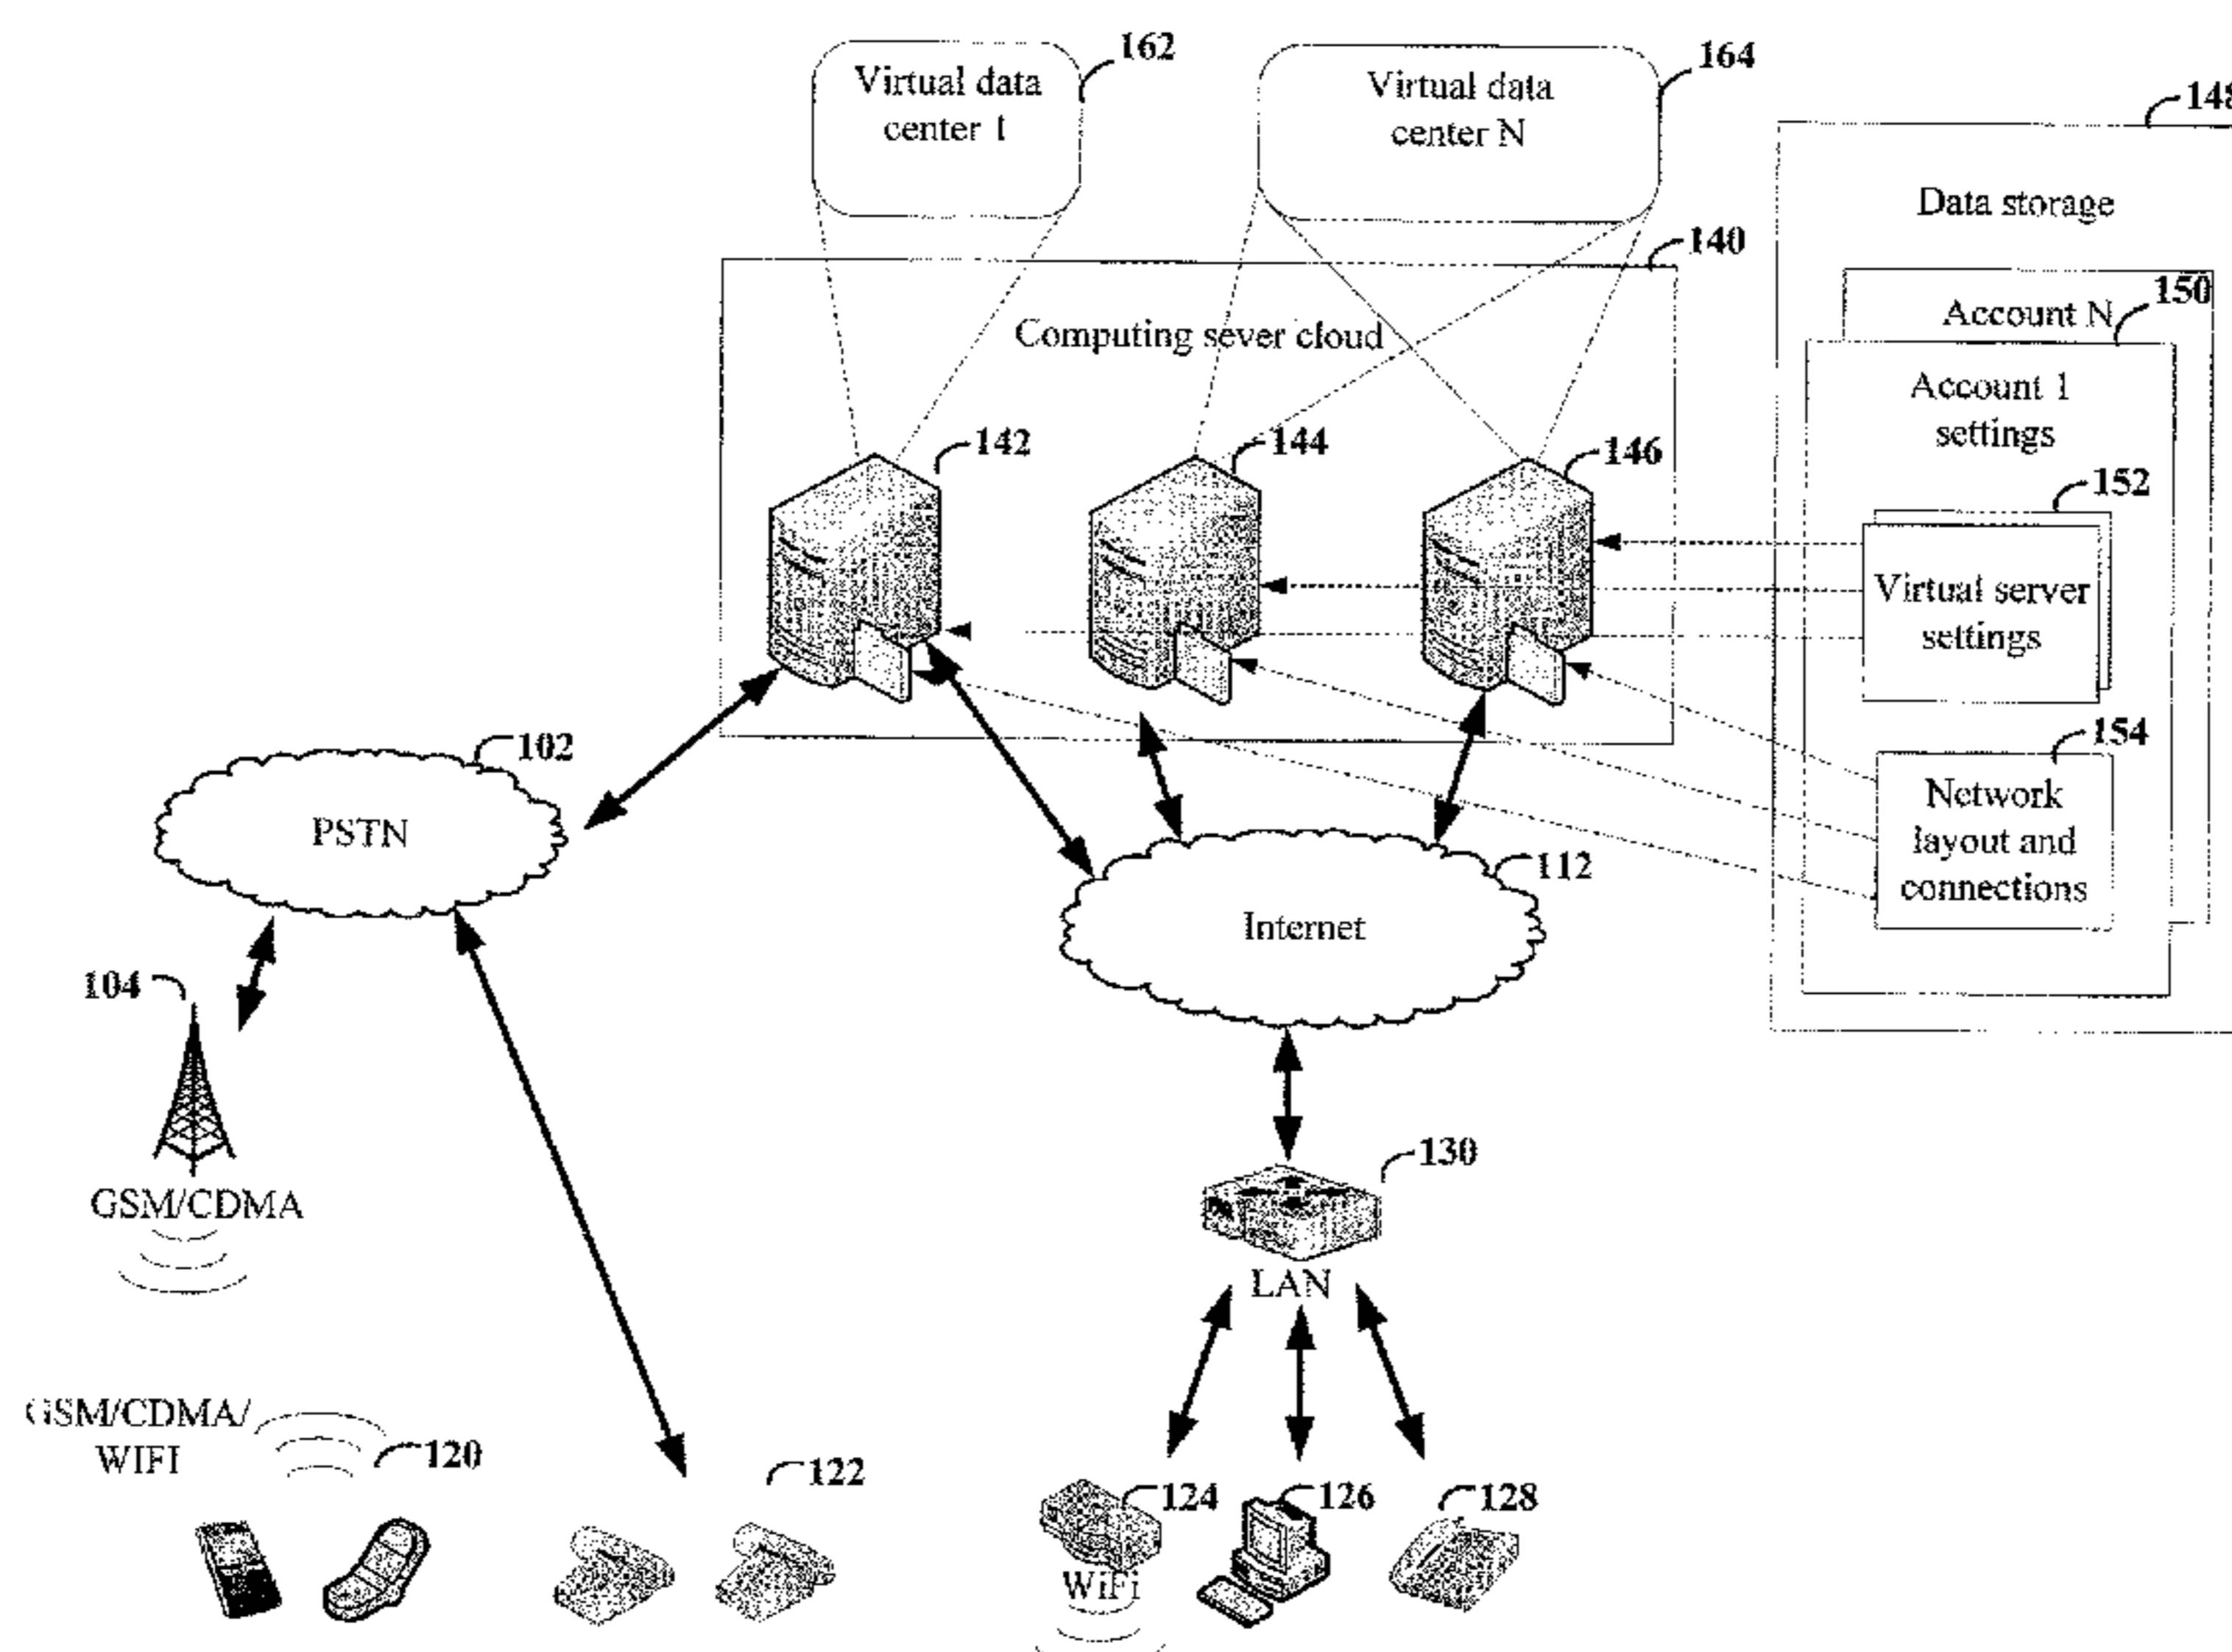 162
Virtual data
center 1
164
Virtual data
center N
148
Data storage
140
Computing sever cloud
150
Account N
Account 1
settings
142
144
146
152
Virtual server
settings
154
Network
layout and
connections
102
PSTN
112
Internet
104
GSM/CDMA
130
LAN
GSM/CDMA/
WIFI
120
122
124
126
128
WiFi